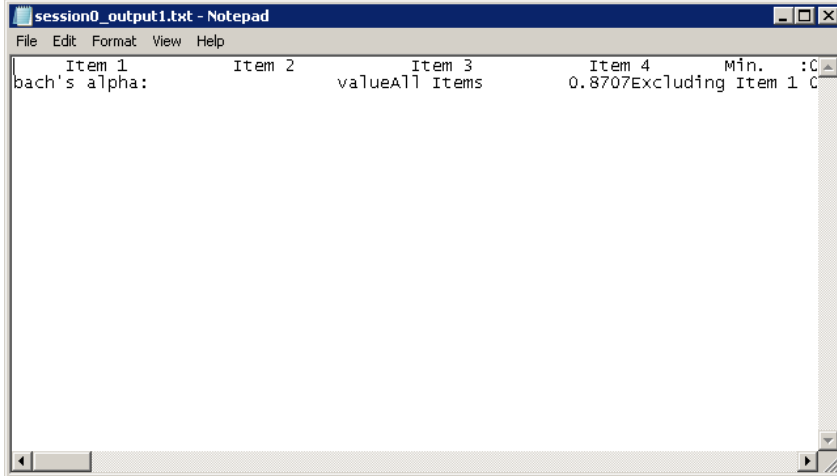 session0_output1.txt - Notepad
File Edit Format View Help
Item 1 Item 2 Item 3 Item 4 Min. :
bach's alpha: valueAll Items 0.8707Excluding Item 1